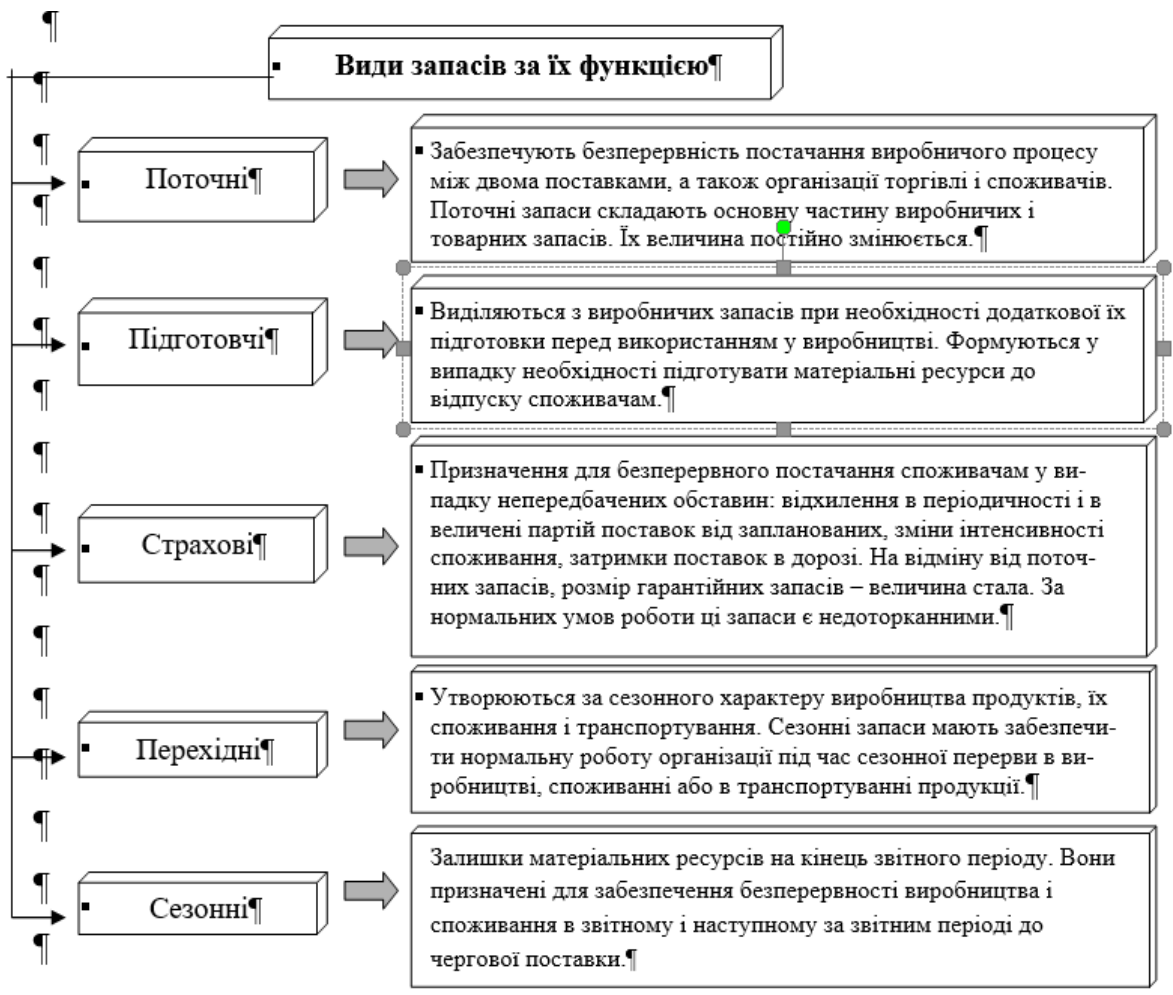 Види запасів за їх функцією¶
Поточні¶
Забезпечують безперервність постачання виробничого процесу
між двома поставками, а також організації торгівлі і споживачів.
Поточні запаси складають основну частину виробничих і
товарних запасів. Їх величина постійно змінюється.¶
Підготовчі¶
Виділяються з виробничих запасів при необхідності додаткової їх
підготовки перед використанням у виробництві. Формуються у
випадку необхідності підготувати матеріальні ресурси до
відпуску споживачам.¶
Страхові¶
Призначення для безперервного постачання споживачам у ви-
падку непередбачених обставин: відхилення в періодичності і в
величені партій поставок від запланованих, зміни інтенсивності
споживання, затримки поставок в дорозі. На відміну від поточ-
них запасів, розмір гарантійних запасів – величина стала. За
нормальних умов роботи ці запаси є недоторканними.¶
Перехідні¶
Утворюються за сезонного характеру виробництва продуктів, їх
споживання і транспортування. Сезонні запаси мають забезпечи-
ти нормальну роботу організації під час сезонної перерви в ви-
робництві, споживанні або в транспортуванні продукції.¶
Сезонні¶
Залишки матеріальних ресурсів на кінець звітного періоду. Вони
призначені для забезпечення безперервності виробництва і
споживання в звітному і наступному за звітним періоді до
чергової поставки.¶